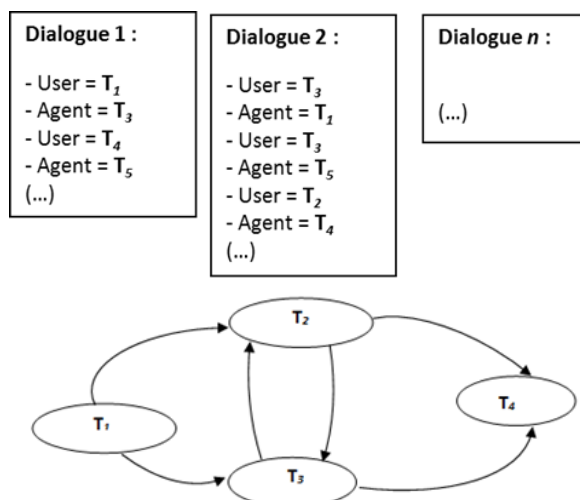 Dialogue 1 :
- User = T1
- Agent = T3
- User = T4
- Agent = T5
(...)
Dialogue 2 :
- User = T3
- Agent = T1
- User = T3
- Agent = T5
- User = T2
- Agent = T4
(...)
Dialogue n :
(...)
T2
T1
T4
T3